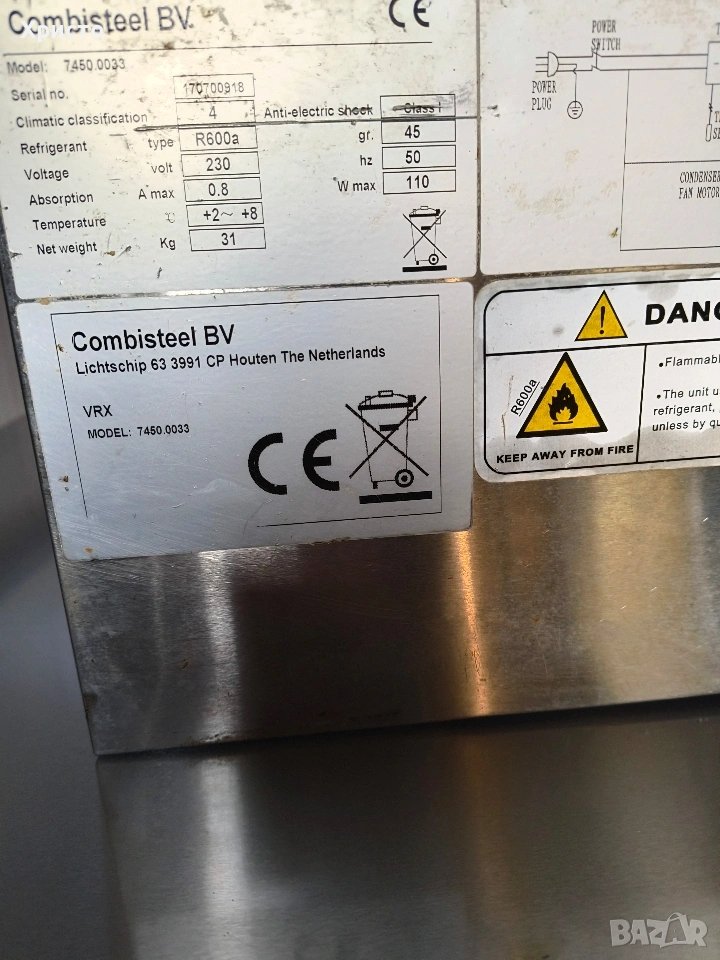 Combisteel BV.
CE
Model: 7450.0033
Serial no. 170700918
Climatic classification 4 Anti-electric shock Class I
Refrigerant type R600a gr. 45
Voltage volt 230 hz 50
Absorption A max 0.8 W max 110
Temperature °C +2~ +8
Net weight Kg 31
POWER
SWITCH
POWER
PLUG
CONDENSER
FAN MOTOR
Combisteel BV
Lichtschip 63 3991 CP Houten The Netherlands
VRX
MODEL: 7450.0033
CE
R600a
KEEP AWAY FROM FIRE
•The unit
refrigerant,
unless by
BAZAR